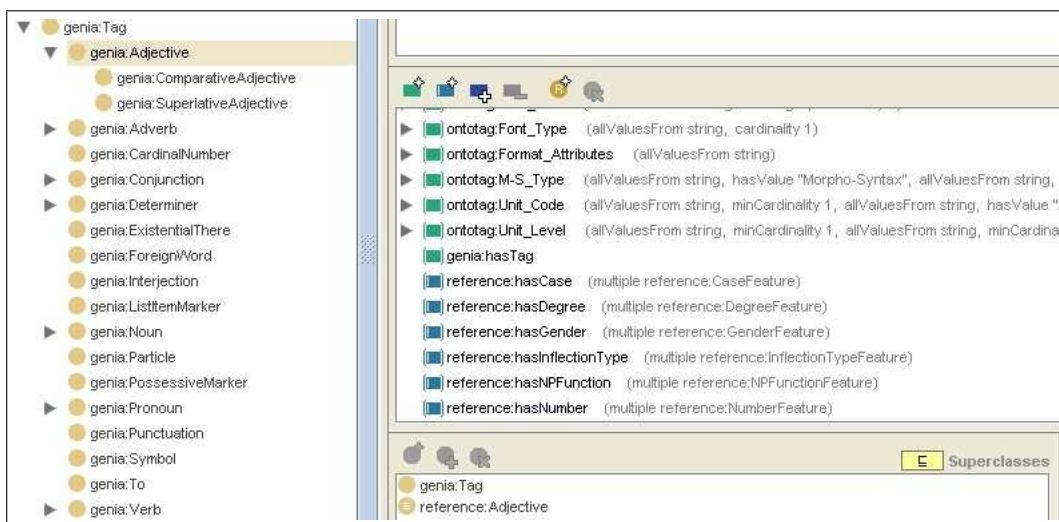 genia:Tag
genia:Adjective
genia:ComparativeAdjective
genia:SuperlativeAdjective
genia:Adverb
genia:CardinalNumber
genia:Conjunction
genia:Determiner
genia:ExistentialThere
genia:ForeignWord
genia:Interjection
genia:ListItemMarker
genia:Noun
genia:Particle
genia:PossessiveMarker
genia:Pronoun
genia:Punctuation
genia:Symbol
genia:To
genia:Verb
R
ontotag:Font_Type (allValuesFrom string, cardinality 1)
ontotag:Format_Attributes (allValuesFrom string)
ontotag:M-S_Type (allValuesFrom string, hasValue "Morpho-Syntax", allValuesFrom string,
ontotag:Unit_Code (allValuesFrom string, minCardinality 1, allValuesFrom string, hasValue "
ontotag:Unit_Level (allValuesFrom string, minCardinality 1, allValuesFrom string, minCardina
genia:hasTag
reference:hasCase (multiple reference:CaseFeature)
reference:hasDegree (multiple reference:DegreeFeature)
reference:hasGender (multiple reference:GenderFeature)
reference:hasInflectionType (multiple reference:InflectionTypeFeature)
reference:hasNPFunction (multiple reference:NPFunctionFeature)
reference:hasNumber (multiple reference:NumberFeature)
⊑ Superclasses
genia:Tag
reference:Adjective